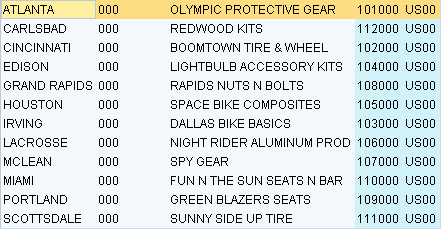 ATLANTA 000 OLYMPIC PROTECTIVE GEAR 101000 US00
CARLSBAD 000 REDWOOD KITS 112000 US00
CINCINNATI 000 BOOMTOWN TIRE & WHEEL 102000 US00
EDISON 000 LIGHTBULB ACCESSORY KITS 104000 US00
GRAND RAPIDS 000 RAPIDS NUTS N BOLTS 108000 US00
HOUSTON 000 SPACE BIKE COMPOSITES 105000 US00
IRVING 000 DALLAS BIKE BASICS 103000 US00
LACROSSE 000 NIGHT RIDER ALUMINUM PROD 106000 US00
MCLEAN 000 SPY GEAR 107000 US00
MIAMI 000 FUN N THE SUN SEATS N BAR 110000 US00
PORTLAND 000 GREEN BLAZERS SEATS 109000 US00
SCOTTSDALE 000 SUNNY SIDE UP TIRE 111000 US00